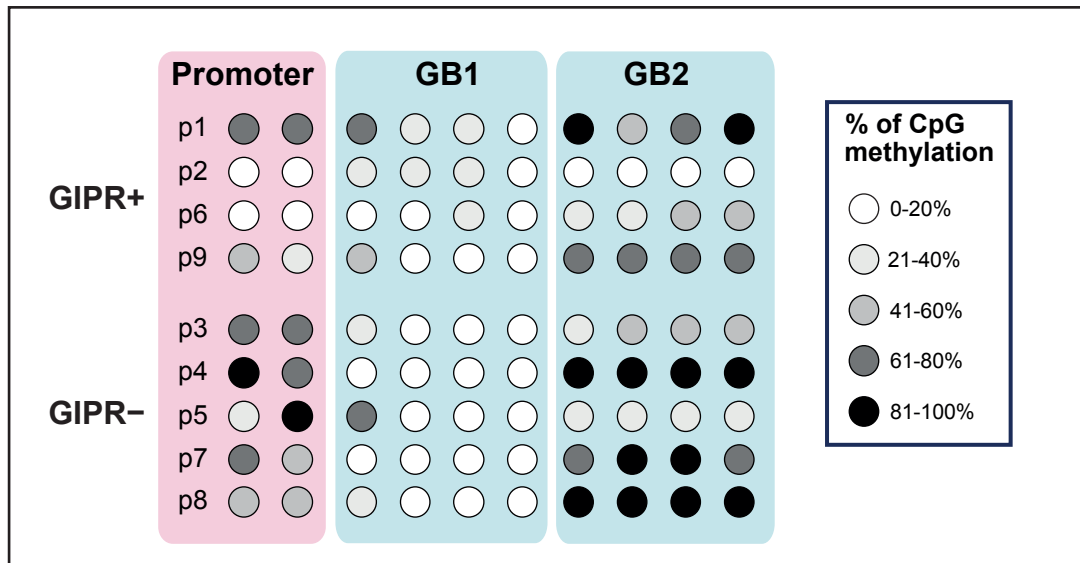 Promoter GB1 GB2
p1
p2
GIPR+
p6
p9
p3
p4
GIPR−
p5
p7
p8
% of CpG
methylation
0-20%
21-40%
41-60%
61-80%
81-100%